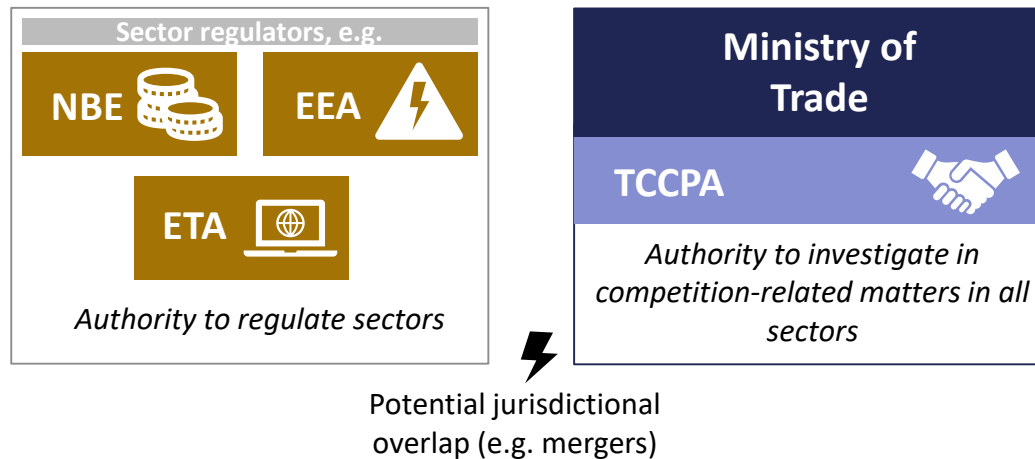 Sector regulators, e.g.
NBE
EEA
ETA
Authority to regulate sectors
Ministry of
Trade
TCCPA
Authority to investigate in
competition-related matters in all
sectors
Potential jurisdictional
overlap (e.g. mergers)